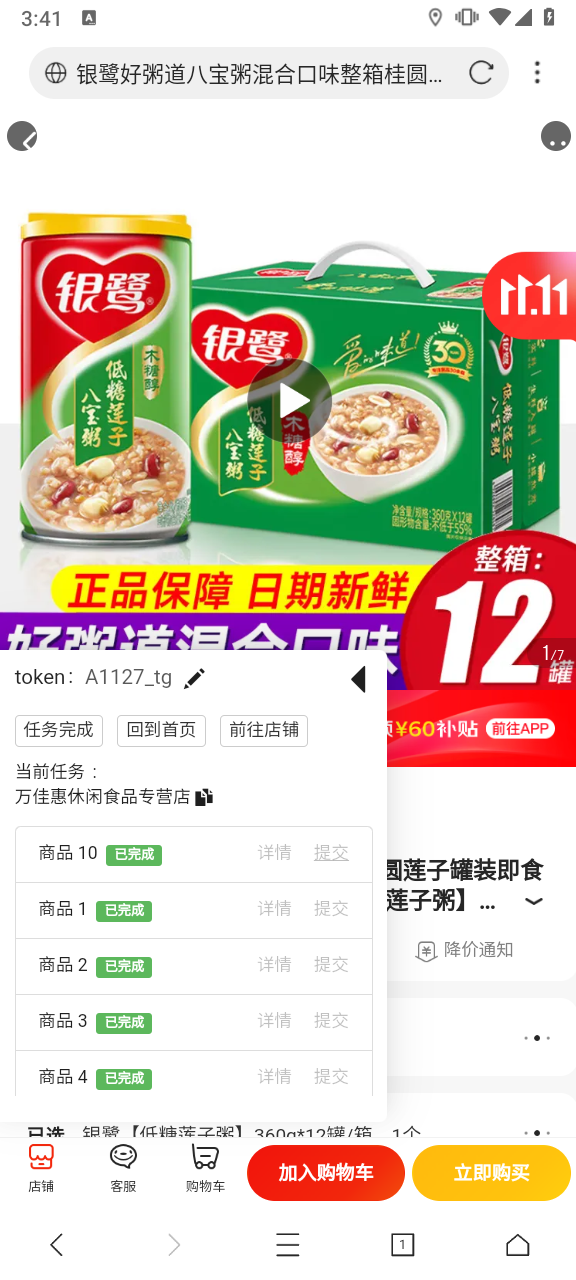 3:41
A
银鹭好粥道八宝粥混合口味整箱桂圆...
11.11
银鹭
®
木糖醇
低糖莲子
八宝粥
银鹭
®
爱的味道!
30
低糖莲子
八宝粥
木糖醇
净含量/规格:360克X12罐
固形物含量:不低于55%
正品保障 日期新鲜
好粥道混合口味
整箱:
12
罐
1/7
token: A1127_tg
¥60补贴
前往APP
任务完成
回到首页
前往店铺
当前任务 :
万佳惠休闲食品专营店
商品 10 已完成 详情 提交
商品 1 已完成 详情 提交
商品 2 已完成 详情 提交
商品 3 已完成 详情 提交
商品 4 已完成 详情 提交
圆莲子罐装即食
莲子粥】...
降价通知
已选 银鹭【低糖莲子粥】360g*12罐/箱，1个
店铺
客服
购物车
加入购物车
立即购买
1